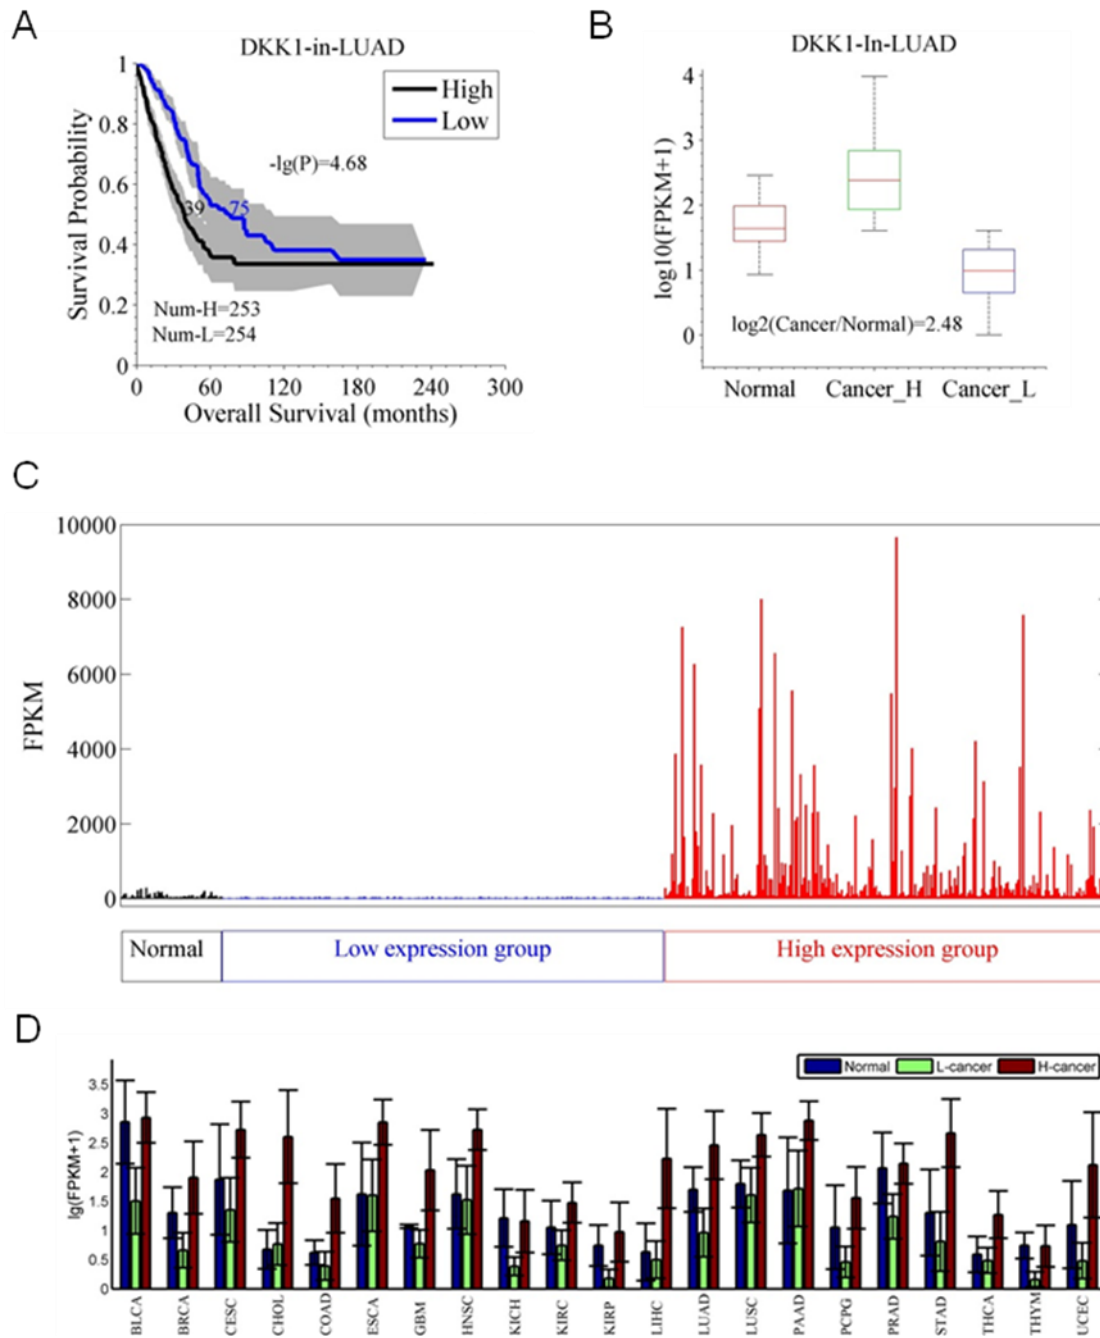 A
DKK1-in-LUAD
High
Low
-lg(P)=4.68
39 75
Num-H=253
Num-L=254
Survival Probability
1
0.8
0.6
0.4
0.2
0
0 60 120 180 240 300
Overall Survival (months)
B
DKK1-In-LUAD
log10(FPKM+1)
4
3
2
1
0
log2(Cancer/Normal)=2.48
Normal Cancer_H Cancer_L
C
FPKM
10000
8000
6000
4000
2000
0
Normal Low expression group High expression group
D
Normal L-cancer H-cancer
lg(FPKM+1)
3.5
3
2.5
2
1.5
1
0.5
0
BLCA
BRCA
CESC
CHOL
COAD
ESCA
GBM
HNSC
KICH
KIRC
KIRP
LIHC
LUAD
LUSC
PAAD
PCPG
PRAD
STAD
THCA
THYM
UCEC